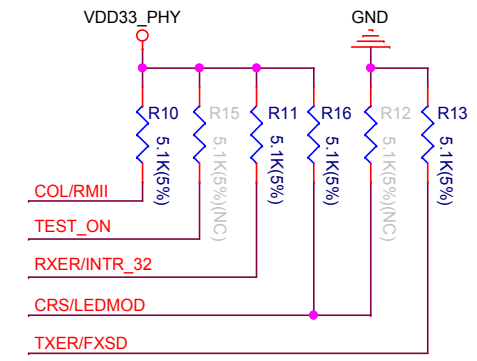 VDD33_PHY
GND
R10
R15
R11
R16
R12
R13
5.1K(5%)
5.1K(5%)(NC)
5.1K(5%)
5.1K(5%)
5.1K(5%)(NC)
5.1K(5%)
COL/RMII
TEST_ON
RXER/INTR_32
CRS/LEDMOD
TXER/FXSD